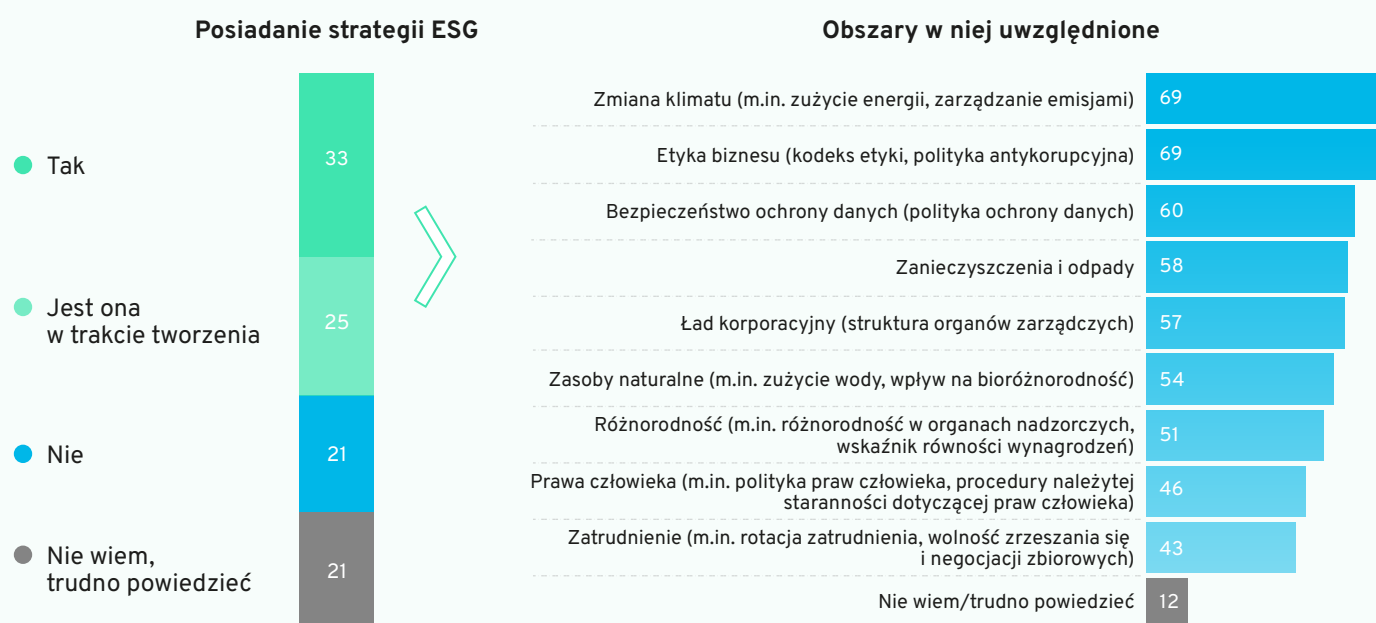 Posiadanie strategii ESG
Tak
Jest ona
w trakcie tworzenia
Nie
Nie wiem,
trudno powiedzieć
33
25
21
21
Obszary w niej uwzględnione
Zmiana klimatu (m.in. zużycie energii, zarządzanie emisjami)
69
Etyka biznesu (kodeks etyki, polityka antykorupcyjna)
69
Bezpieczeństwo ochrony danych (polityka ochrony danych)
60
Zanieczyszczenia i odpady
58
Ład korporacyjny (struktura organów zarządczych)
57
Zasoby naturalne (m.in. zużycie wody, wpływ na bioróżnorodność)
54
Różnorodność (m.in. różnorodność w organach nadzorczych,
wskaźnik równości wynagrodzeń)
51
Prawa człowieka (m.in. polityka praw człowieka, procedury należytej
staranności dotyczącej praw człowieka)
46
Zatrudnienie (m.in. rotacja zatrudnienia, wolność zrzeszania się
i negocjacji zbiorowych)
43
Nie wiem/trudno powiedzieć
12